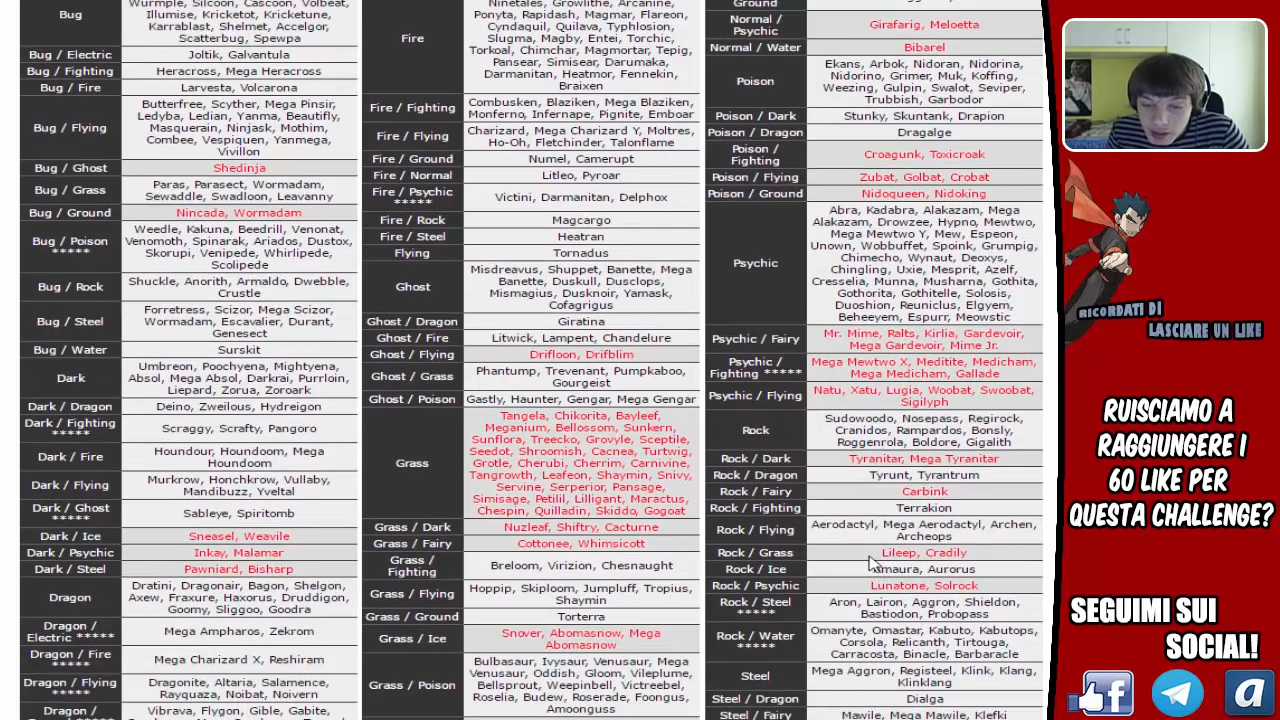 Bug
Wurmple, Silcoon, Cascoon, Volbeat,
Illumise, Kricketot, Kricketune,
Karrablast, Shelmet, Accelgor,
Scatterbug, Spewpa
Bug / Electric
Joltik, Galvantula
Bug / Fighting
Heracross, Mega Heracross
Bug / Fire
Larvesta, Volcarona
Bug / Flying
Butterfree, Scyther, Mega Pinsir,
Ledyba, Ledian, Yanma, Beautifly,
Masquerain, Ninjask, Mothim,
Combee, Vespiquen, Yanmega,
Vivillon
Bug / Ghost
Shedinja
Bug / Grass
Paras, Parasect, Wormadam,
Sewaddle, Swadloon, Leavanny
Bug / Ground
Nincada, Wormadam
Bug / Poison
*****
Weedle, Kakuna, Beedrill, Venonat,
Venomoth, Spinarak, Ariados, Dustox,
Skorupi, Venipede, Whirlipede,
Scolipede
Bug / Rock
Shuckle, Anorith, Armaldo, Dwebble,
Crustle
Bug / Steel
Forretress, Scizor, Mega Scizor,
Wormadam, Escavalier, Durant,
Genesect
Bug / Water
Surskit
Dark
Umbreon, Poochyena, Mightyena,
Absol, Mega Absol, Darkrai, Purrloin,
Liepard, Zorua, Zoroark
Dark / Dragon
Deino, Zweilous, Hydreigon
Dark / Fighting
*****
Scraggy, Scrafty, Pangoro
Dark / Fire
Houndour, Houndoom, Mega
Houndoom
Dark / Flying
Murkrow, Honchkrow, Vullaby,
Mandibuzz, Yveltal
Dark / Ghost
*****
Sableye, Spiritomb
Dark / Ice
Sneasel, Weavile
Dark / Psychic
Inkay, Malamar
Dark / Steel
Pawniard, Bisharp
Dragon
Dratini, Dragonair, Bagon, Shelgon,
Axew, Fraxure, Haxorus, Druddigon,
Goomy, Sliggoo, Goodra
Dragon /
Electric *****
Mega Ampharos, Zekrom
Dragon / Fire
*****
Mega Charizard X, Reshiram
Dragon / Flying
*****
Dragonite, Altaria, Salamence,
Rayquaza, Noibat, Noivern
Dragon /
Vibrava, Flygon, Gible, Gabite,
Fire
Ninetales, Growlithe, Arcanine,
Ponyta, Rapidash, Magmar, Flareon,
Cyndaquil, Quilava, Typhlosion,
Slugma, Magby, Entei, Torchic,
Torkoal, Chimchar, Magmortar, Tepig,
Pansear, Simisear, Darumaka,
Darmanitan, Heatmor, Fennekin,
Braixen
Fire / Fighting
Combusken, Blaziken, Mega Blaziken,
Monferno, Infernape, Pignite, Emboar
Fire / Flying
Charizard, Mega Charizard Y, Moltres,
Ho-Oh, Fletchinder, Talonflame
Fire / Ground
Numel, Camerupt
Fire / Normal
Litleo, Pyroar
Fire / Psychic
*****
Victini, Darmanitan, Delphox
Fire / Rock
Magcargo
Fire / Steel
Heatran
Flying
Tornadus
Ghost
Misdreavus, Shuppet, Banette, Mega
Banette, Duskull, Dusclops,
Mismagius, Dusknoir, Yamask,
Cofagrigus
Ghost / Dragon
Giratina
Ghost / Fire
Litwick, Lampent, Chandelure
Ghost / Flying
Drifloon, Drifblim
Ghost / Grass
Phantump, Trevenant, Pumpkaboo,
Gourgeist
Ghost / Poison
Gastly, Haunter, Gengar, Mega Gengar
Grass
Tangela, Chikorita, Bayleef,
Meganium, Bellossom, Sunkern,
Sunflora, Treecko, Grovyle, Sceptile,
Seedot, Shroomish, Cacnea, Turtwig,
Grotle, Cherubi, Cherrim, Carnivine,
Tangrowth, Leafeon, Shaymin, Snivy,
Servine, Serperior, Pansage,
Simisage, Petilil, Lilligant, Maractus,
Chespin, Quilladin, Skiddo, Gogoat
Grass / Dark
Nuzleaf, Shiftry, Cacturne
Grass / Fairy
Cottonee, Whimsicott
Grass /
Fighting
Breloom, Virizion, Chesnaught
Grass / Flying
Hoppip, Skiploom, Jumpluff, Tropius,
Shaymin
Grass / Ground
Torterra
Grass / Ice
Snover, Abomasnow, Mega
Abomasnow
Grass / Poison
Bulbasaur, Ivysaur, Venusaur, Mega
Venusaur, Oddish, Gloom, Vileplume,
Bellsprout, Weepinbell, Victreebel,
Roselia, Budew, Roserade, Foongus,
Amoonguss
Ground
Normal /
Psychic
Girafarig, Meloetta
Normal / Water
Bibarel
Poison
Ekans, Arbok, Nidoran, Nidorina,
Nidorino, Grimer, Muk, Koffing,
Weezing, Gulpin, Swalot, Seviper,
Trubbish, Garbodor
Poison / Dark
Stunky, Skuntank, Drapion
Poison / Dragon
Dragalge
Poison /
Fighting
Croagunk, Toxicroak
Poison / Flying
Zubat, Golbat, Crobat
Poison / Ground
Nidoqueen, Nidoking
Psychic
Abra, Kadabra, Alakazam, Mega
Alakazam, Drowzee, Hypno, Mewtwo,
Mega Mewtwo Y, Mew, Espeon,
Unown, Wobbuffet, Spoink, Grumpig,
Chimecho, Wynaut, Deoxys,
Chingling, Uxie, Mesprit, Azelf,
Cresselia, Munna, Musharna, Gothita,
Gothorita, Gothitelle, Solosis,
Duoshion, Reuniclus, Elgyem,
Beheeyem, Espurr, Meowstic
Psychic / Fairy
Mr. Mime, Ralts, Kirlia, Gardevoir,
Mega Gardevoir, Mime Jr.
Psychic /
Fighting *****
Mega Mewtwo X, Meditite, Medicham,
Mega Medicham, Gallade
Psychic / Flying
Natu, Xatu, Lugia, Woobat, Swoobat,
Sigilyph
Rock
Sudowoodo, Nosepass, Regirock,
Cranidos, Rampardos, Bonsly,
Roggenrola, Boldore, Gigalith
Rock / Dark
Tyranitar, Mega Tyranitar
Rock / Dragon
Tyrunt, Tyrantrum
Rock / Fairy
Carbink
Rock / Fighting
Terrakion
Rock / Flying
Aerodactyl, Mega Aerodactyl, Archen,
Archeops
Rock / Grass
Lileep, Cradily
Rock / Ice
Amaura, Aurorus
Rock / Psychic
Lunatone, Solrock
Rock / Steel
*****
Aron, Lairon, Aggron, Shieldon,
Bastiodon, Probopass
Rock / Water
*****
Omanyte, Omastar, Kabuto, Kabutops,
Corsola, Relicanth, Tirtouga,
Carracosta, Binacle, Barbaracle
Steel
Mega Aggron, Registeel, Klink, Klang,
Klinklang
Steel / Dragon
Dialga
Steel / Fairy
Mawile, Mega Mawile, Klefki
RICORDATI DI
LASCIARE UN LIKE
RUISCIAMO A
RAGGIUNGERE I
60 LIKE PER
QUESTA CHALLENGE?
SEGUIMI SUI
SOCIAL!
f
a